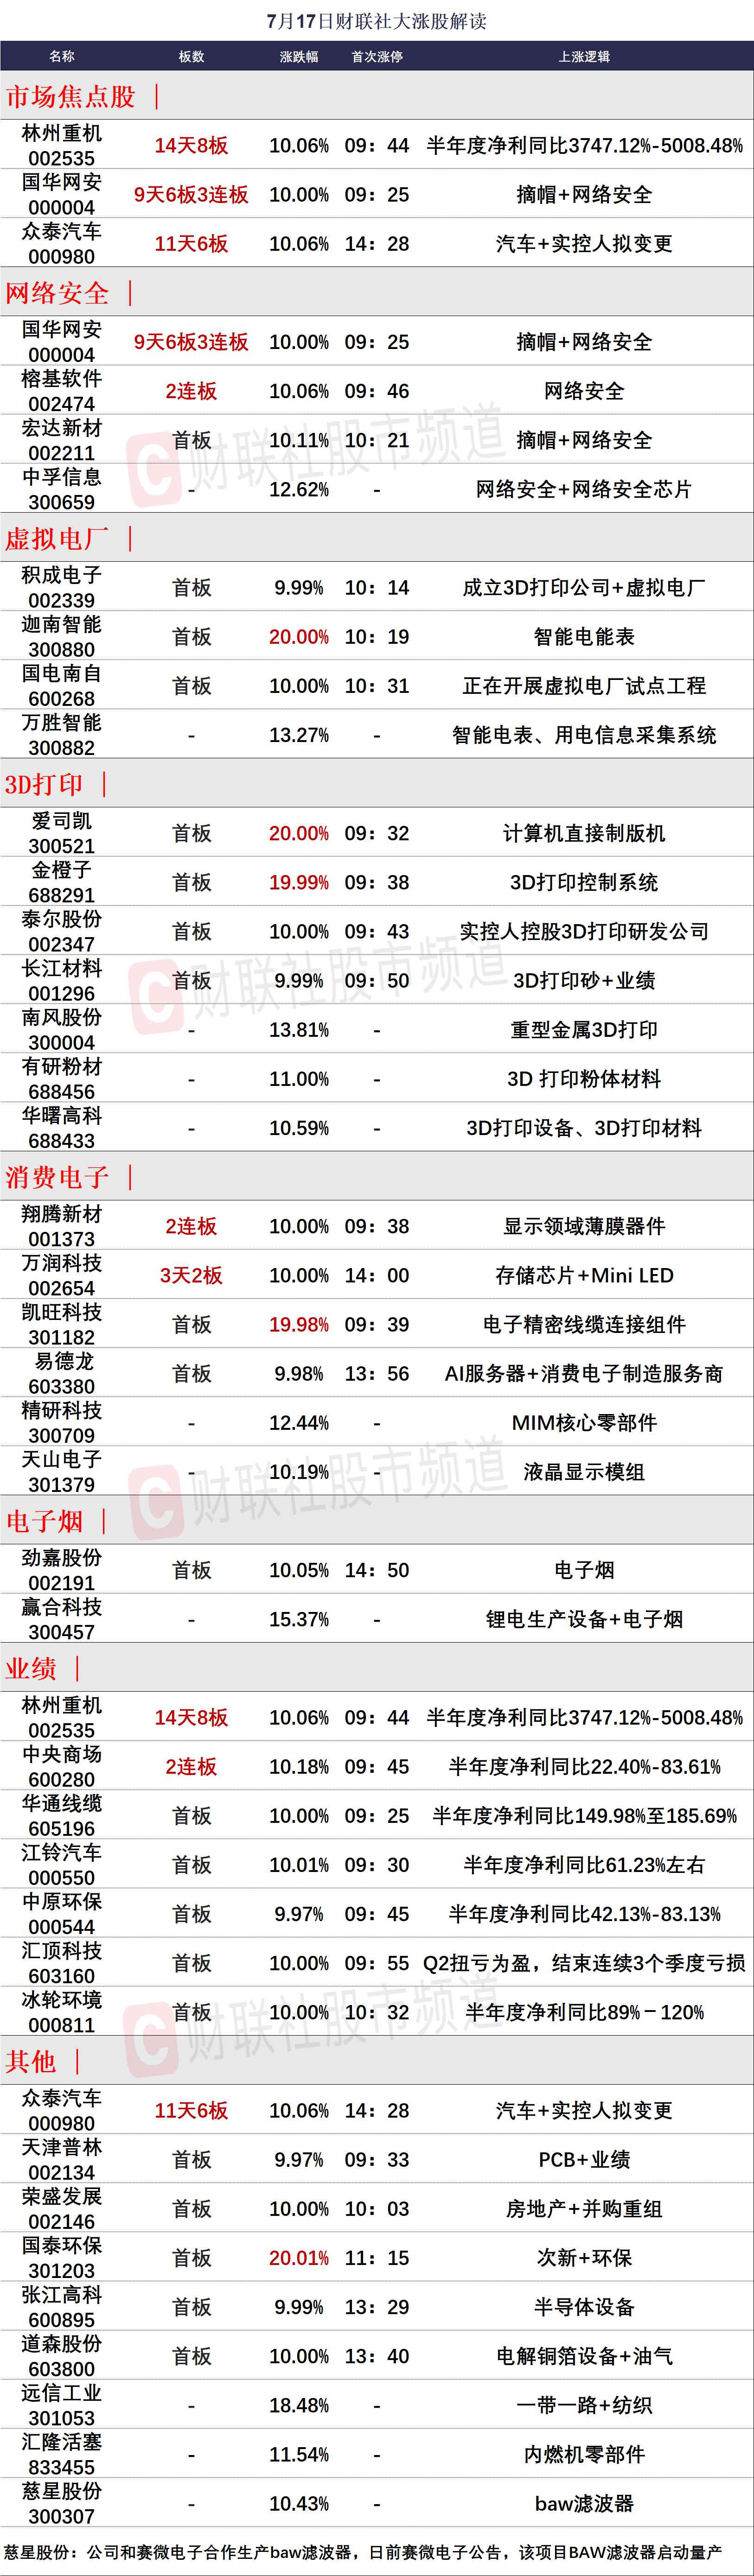 7月17日财联社大涨股解读
名称 板数 涨跌幅 首次涨停 上涨逻辑
市场焦点股 |
林州重机
002535 14天8板 10.06% 09：44 半年度净利同比3747.12%-5008.48%
国华网安
000004 9天6板3连板 10.00% 09：25 摘帽+网络安全
众泰汽车
000980 11天6板 10.06% 14：28 汽车+实控人拟变更
网络安全 |
国华网安
000004 9天6板3连板 10.00% 09：25 摘帽+网络安全
榕基软件
002474 2连板 10.06% 09：46 网络安全
宏达新材
002211 首板 10.11% 10：21 摘帽+网络安全
中孚信息
300659 - 12.62% - 网络安全+网络安全芯片
财联社股市频道
虚拟电厂 |
积成电子
002339 首板 9.99% 10：14 成立3D打印公司+虚拟电厂
迦南智能
300880 首板 20.00% 10：19 智能电能表
国电南自
600268 首板 10.00% 10：31 正在开展虚拟电厂试点工程
万胜智能
300882 - 13.27% - 智能电表、用电信息采集系统
3D打印 |
爱司凯
300521 首板 20.00% 09：32 计算机直接制版机
金橙子
688291 首板 19.99% 09：38 3D打印控制系统
泰尔股份
002347 首板 10.00% 09：43 实控人控股3D打印研发公司
长江材料
001296 首板 9.99% 09：50 3D打印砂+业绩
财联社股市频道
南风股份
300004 - 13.81% - 重型金属3D打印
有研粉材
688456 - 11.00% - 3D 打印粉体材料
华曙高科
688433 - 10.59% - 3D打印设备、3D打印材料
消费电子 |
翔腾新材
001373 2连板 10.00% 09：38 显示领域薄膜器件
万润科技
002654 3天2板 10.00% 14：00 存储芯片+Mini LED
凯旺科技
301182 首板 19.98% 09：39 电子精密线缆连接组件
易德龙
603380 首板 9.98% 13：56 AI服务器+消费电子制造服务商
精研科技
300709 - 12.44% - MIM核心零部件
天山电子
301379 - 10.19% - 液晶显示模组
财联社股市频道
电子烟 |
劲嘉股份
002191 首板 10.05% 14：50 电子烟
赢合科技
300457 - 15.37% - 锂电生产设备+电子烟
业绩 |
林州重机
002535 14天8板 10.06% 09：44 半年度净利同比3747.12%-5008.48%
中央商场
600280 2连板 10.18% 09：45 半年度净利同比22.40%-83.61%
华通线缆
605196 首板 10.00% 09：25 半年度净利同比149.98%至185.69%
江铃汽车
000550 首板 10.01% 09：30 半年度净利同比61.23%左右
中原环保
000544 首板 9.97% 09：45 半年度净利同比42.13%-83.13%
汇顶科技
603160 首板 10.00% 09：55 Q2扭亏为盈，结束连续3个季度亏损
冰轮环境
000811 首板 10.00% 10：32 半年度净利同比89%－120%
财联社股市频道
其他 |
众泰汽车
000980 11天6板 10.06% 14：28 汽车+实控人拟变更
天津普林
002134 首板 9.97% 09：33 PCB+业绩
荣盛发展
002146 首板 10.00% 10：03 房地产+并购重组
国泰环保
301203 首板 20.01% 11：15 次新+环保
张江高科
600895 首板 9.99% 13：29 半导体设备
道森股份
603800 首板 10.00% 13：40 电解铜箔设备+油气
远信工业
301053 - 18.48% - 一带一路+纺织
汇隆活塞
833455 - 11.54% - 内燃机零部件
慈星股份
300307 - 10.43% - baw滤波器
慈星股份：公司和赛微电子合作生产baw滤波器，日前赛微电子公告，该项目BAW滤波器启动量产